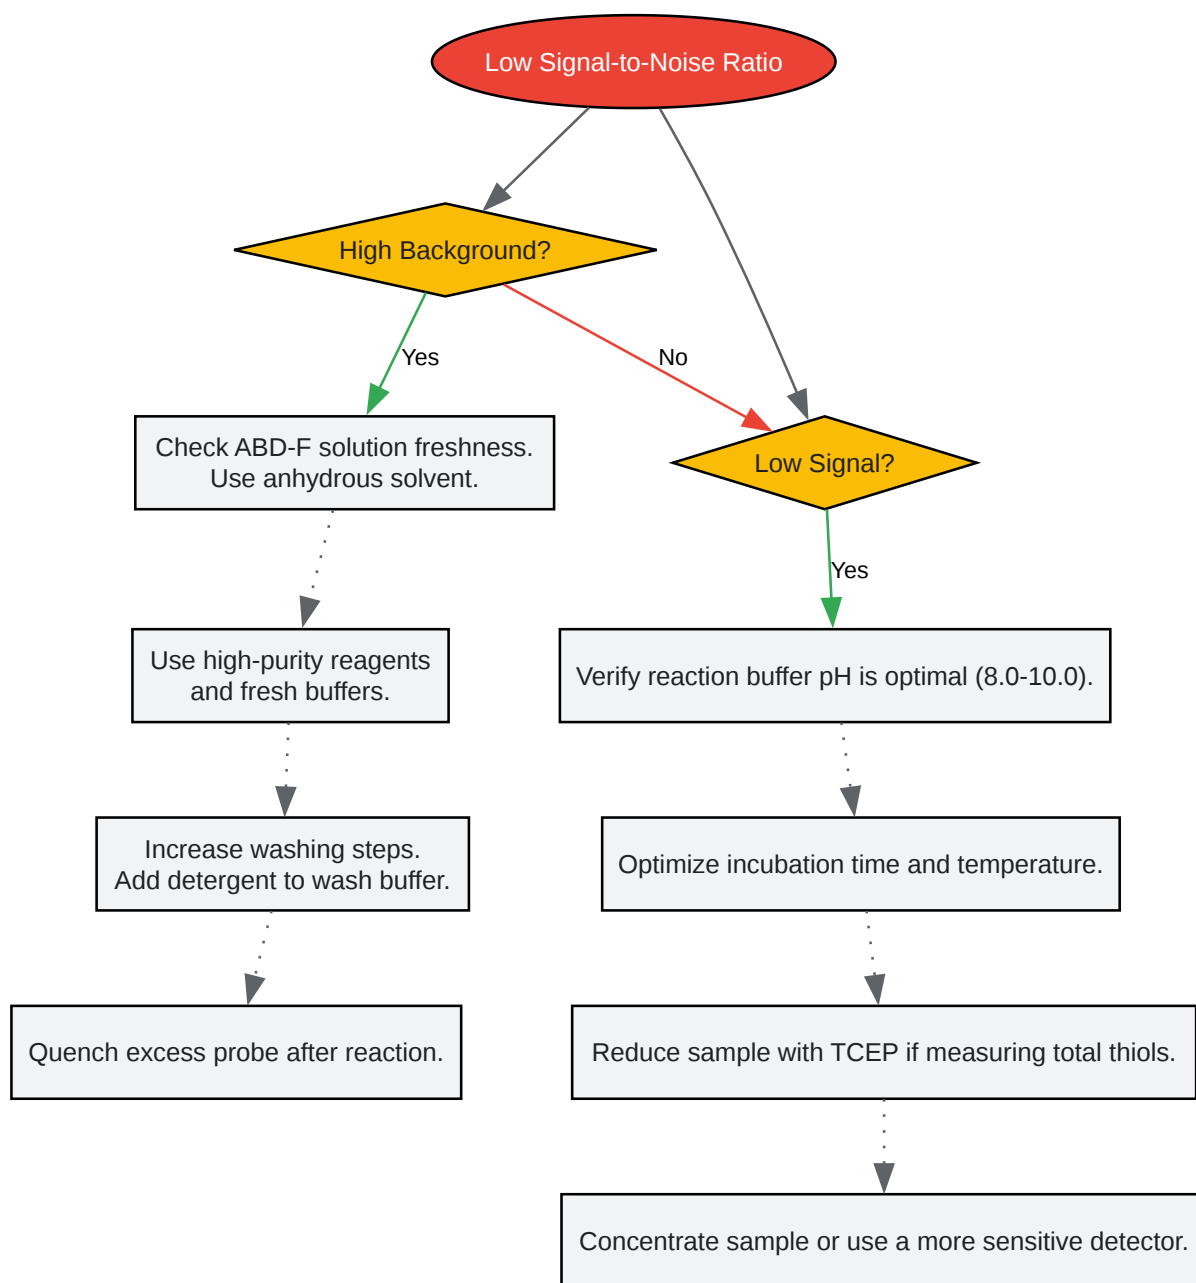 Low Signal-to-Noise Ratio
High Background?
Yes
No
Check ABD-F solution freshness.
Use anhydrous solvent.
Low Signal?
Yes
Use high-purity reagents
and fresh buffers.
Verify reaction buffer pH is optimal (8.0-10.0).
Increase washing steps.
Add detergent to wash buffer.
Optimize incubation time and temperature.
Quench excess probe after reaction.
Reduce sample with TCEP if measuring total thiols.
Concentrate sample or use a more sensitive detector.